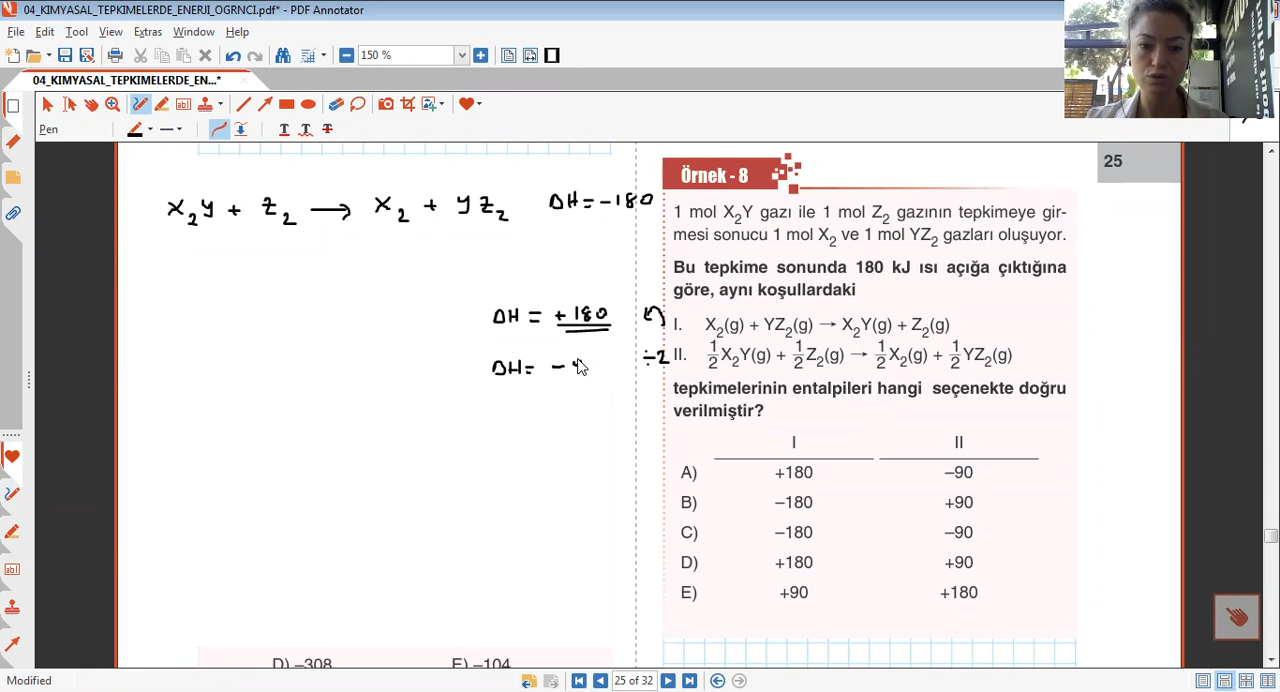 04_KIMYASAL_TEPKIMELERDE_ENERJI_OGRNCI.pdf* - PDF Annotator
File Edit Tool View Extras Window Help
150 %
04_KIMYASAL_TEPKIMELERDE_EN...*
Pen
X₂Y + Z₂ → X₂ + YZ₂ ΔH = -180
ΔH = +180
ΔH = -
÷2
25
Örnek - 8
1 mol X₂Y gazı ile 1 mol Z₂ gazının tepkimeye gir-
mesi sonucu 1 mol X₂ ve 1 mol YZ₂ gazları oluşuyor.
Bu tepkime sonunda 180 kJ ısı açığa çıktığına
göre, aynı koşullardaki
I. X₂(g) + YZ₂(g) → X₂Y(g) + Z₂(g)
II. 1/2 X₂Y(g) + 1/2 Z₂(g) → 1/2 X₂(g) + 1/2 YZ₂(g)
tepkimelerinin entalpileri hangi seçenekte doğru
verilmiştir?
I II
A) +180 –90
B) –180 +90
C) –180 –90
D) +180 +90
E) +90 +180
D) –308 E) –104
Modified
25 of 32